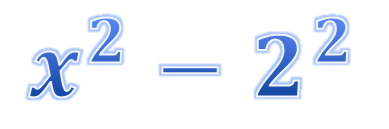 x² − 2²